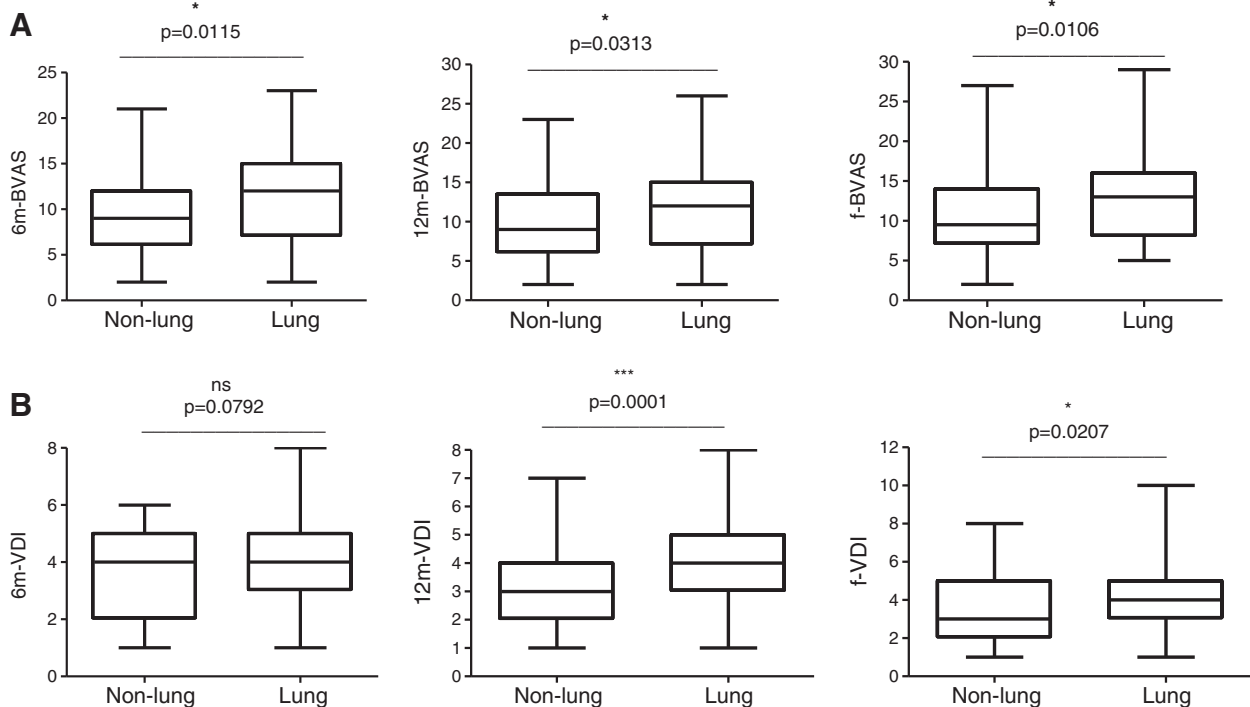 A
*
p=0.0115
6m-BVAS
25
20
15
10
5
0
Non-lung Lung
*
p=0.0313
12m-BVAS
30
25
20
15
10
5
0
Non-lung Lung
*
p=0.0106
f-BVAS
30
25
20
15
10
5
0
Non-lung Lung
B
ns
p=0.0792
6m-VDI
8
6
4
2
0
Non-lung Lung
***
p=0.0001
12m-VDI
8
7
6
5
4
3
2
1
0
Non-lung Lung
*
p=0.0207
f-VDI
12
10
8
6
4
2
0
Non-lung Lung